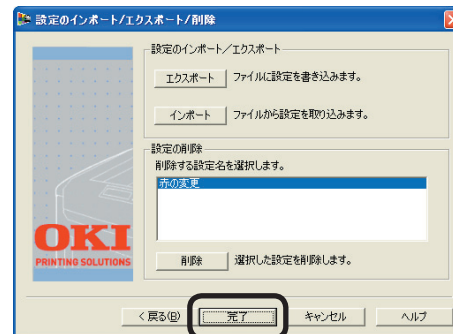 設定のインポート/エクスポート/削除
設定のインポート／エクスポート
エクスポート ファイルに設定を書き込みます。
インポート ファイルから設定を取り込みます。
設定の削除
削除する設定名を選択します。
赤の変更
削除 選択した設定を削除します。
OKI
PRINTING SOLUTIONS
< 戻る(B) 完了 キャンセル ヘルプ